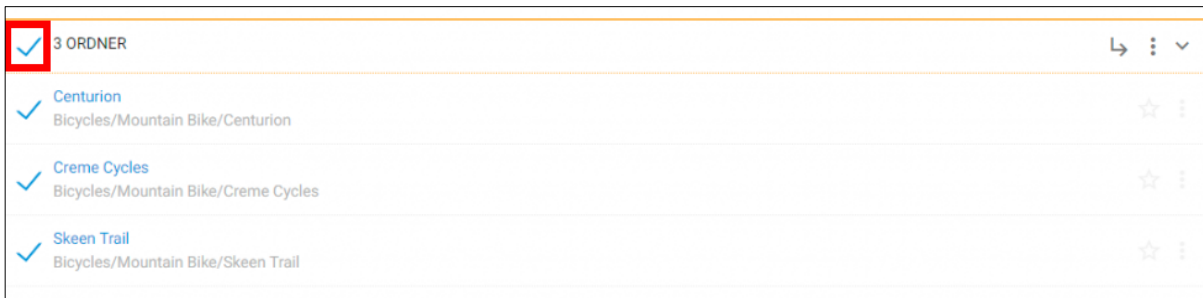 3 ORDNER
Centurion
Bicycles/Mountain Bike/Centurion
Creme Cycles
Bicycles/Mountain Bike/Creme Cycles
Skeen Trail
Bicycles/Mountain Bike/Skeen Trail